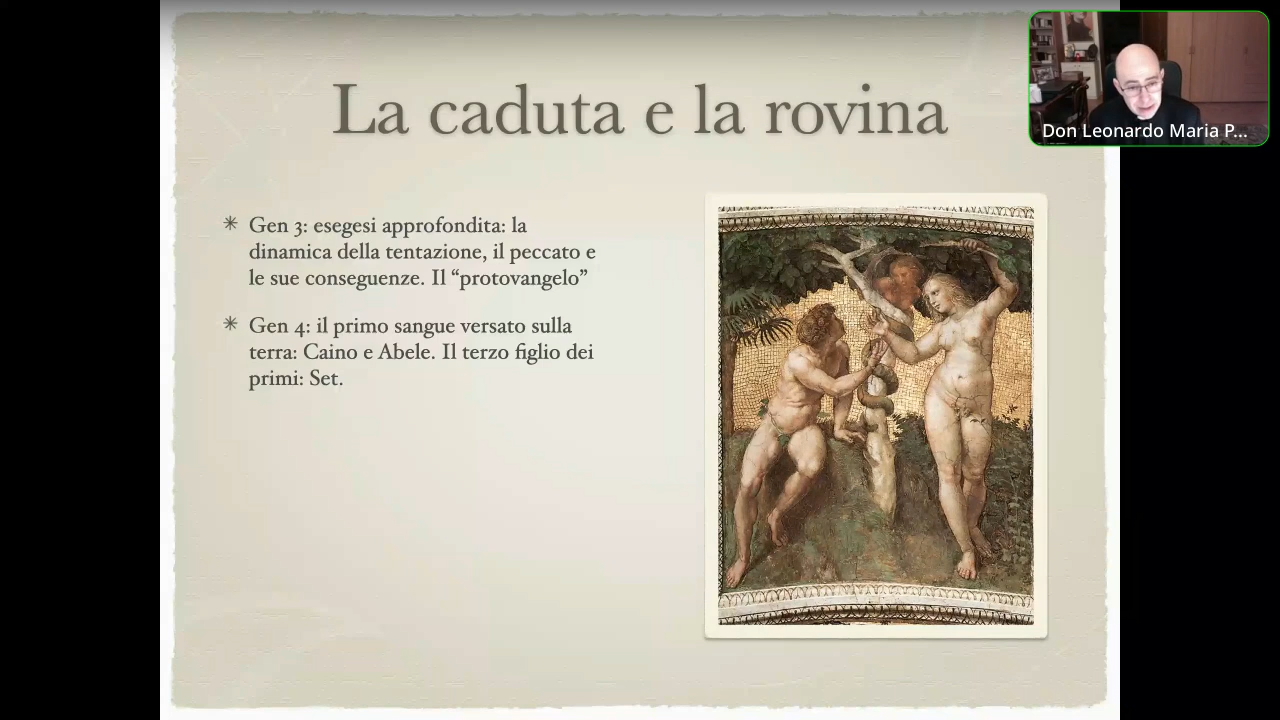 La caduta e la rovina
Don Leonardo Maria P...
Gen 3: esegesi approfondita: la
dinamica della tentazione, il peccato e
le sue conseguenze. Il “protovangelo”
Gen 4: il primo sangue versato sulla
terra: Caino e Abele. Il terzo figlio dei
primi: Set.